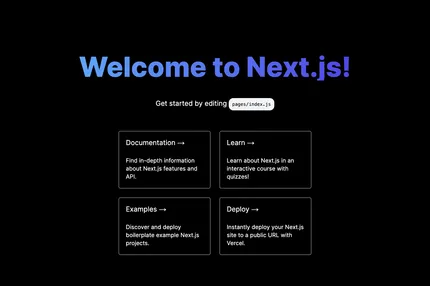 Welcome to Next.js!
Get started by editing pages/index.js
Documentation →
Find in-depth information
about Next.js features and
API.
Learn →
Learn about Next.js in an
interactive course with
quizzes!
Examples →
Discover and deploy
boilerplate example Next.js
projects.
Deploy →
Instantly deploy your Next.js
site to a public URL with
Vercel.